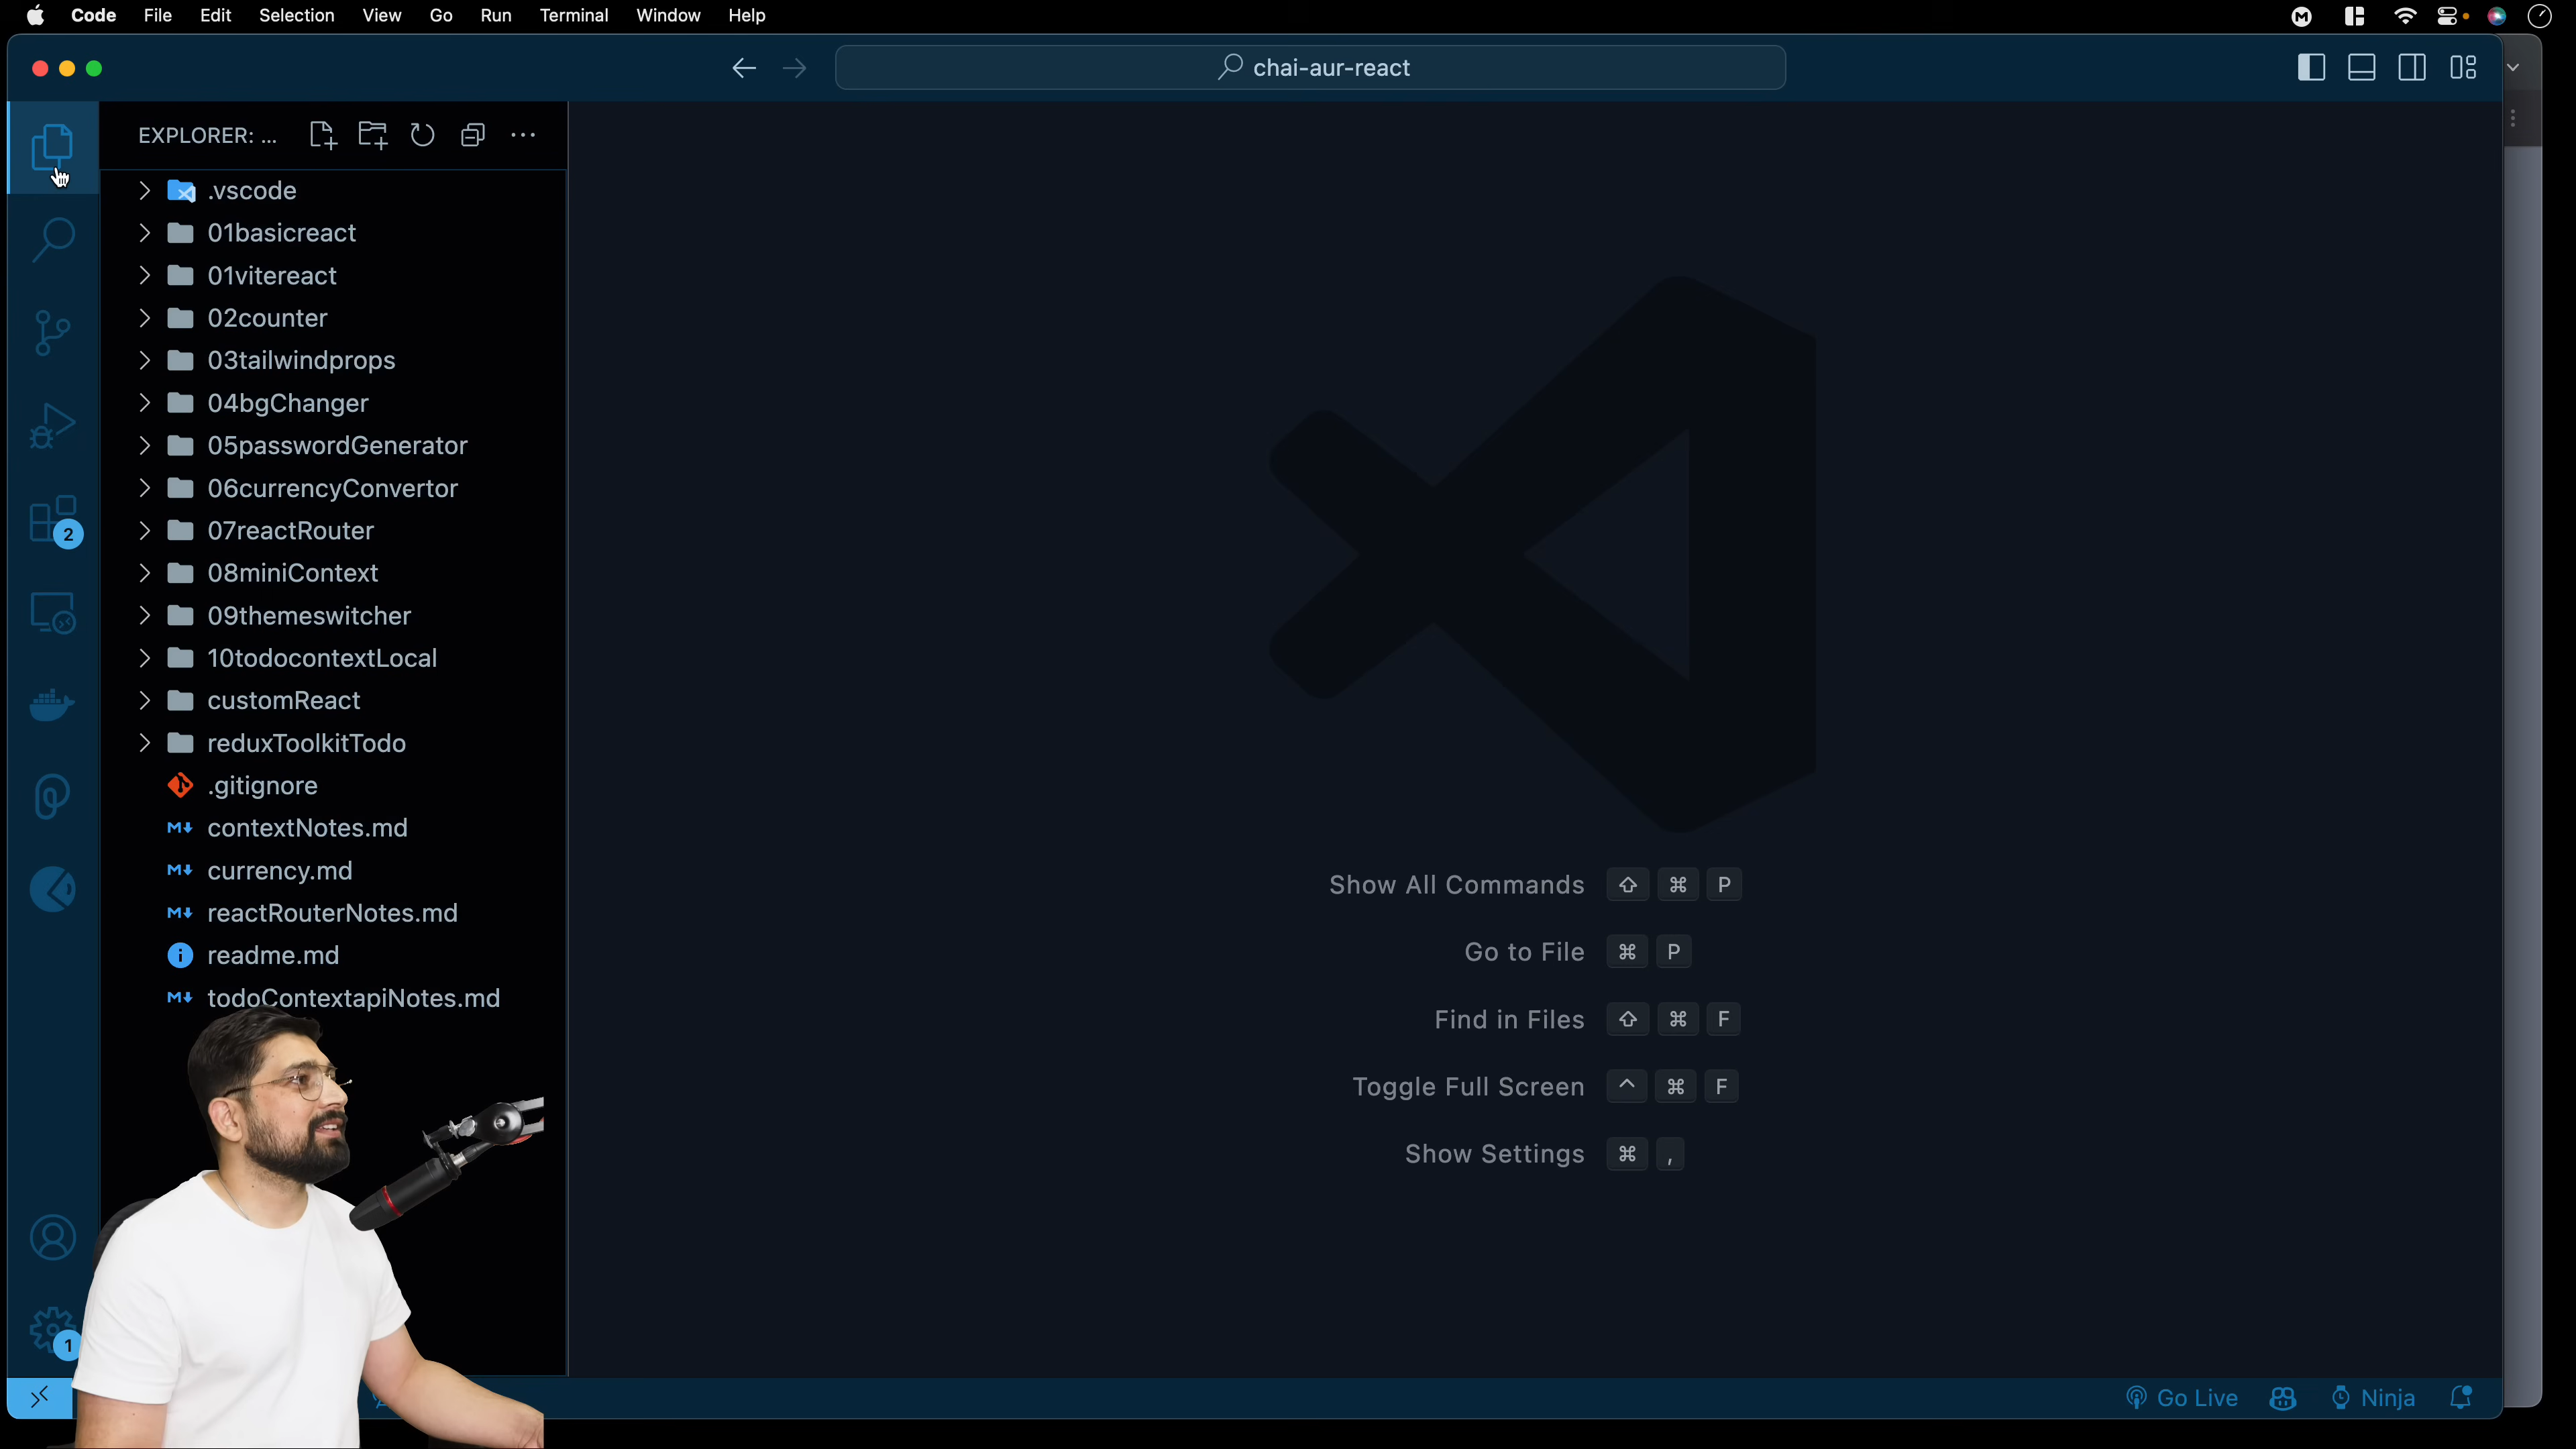 Code File Edit Selection View Go Run Terminal Window Help
chai-aur-react
EXPLORER: ...
.vscode
01basicreact
01vitereact
02counter
03tailwindprops
04bgChanger
05passwordGenerator
06currencyConvertor
07reactRouter
08miniContext
09themeswitcher
10todocontextLocal
customReact
reduxToolkitTodo
.gitignore
contextNotes.md
currency.md
reactRouterNotes.md
readme.md
todoContextapiNotes.md
2
1
Show All Commands ⇧ ⌘ P
Go to File ⌘ P
Find in Files ⇧ ⌘ F
Toggle Full Screen ^ ⌘ F
Show Settings ⌘ ,
Go Live Ninja